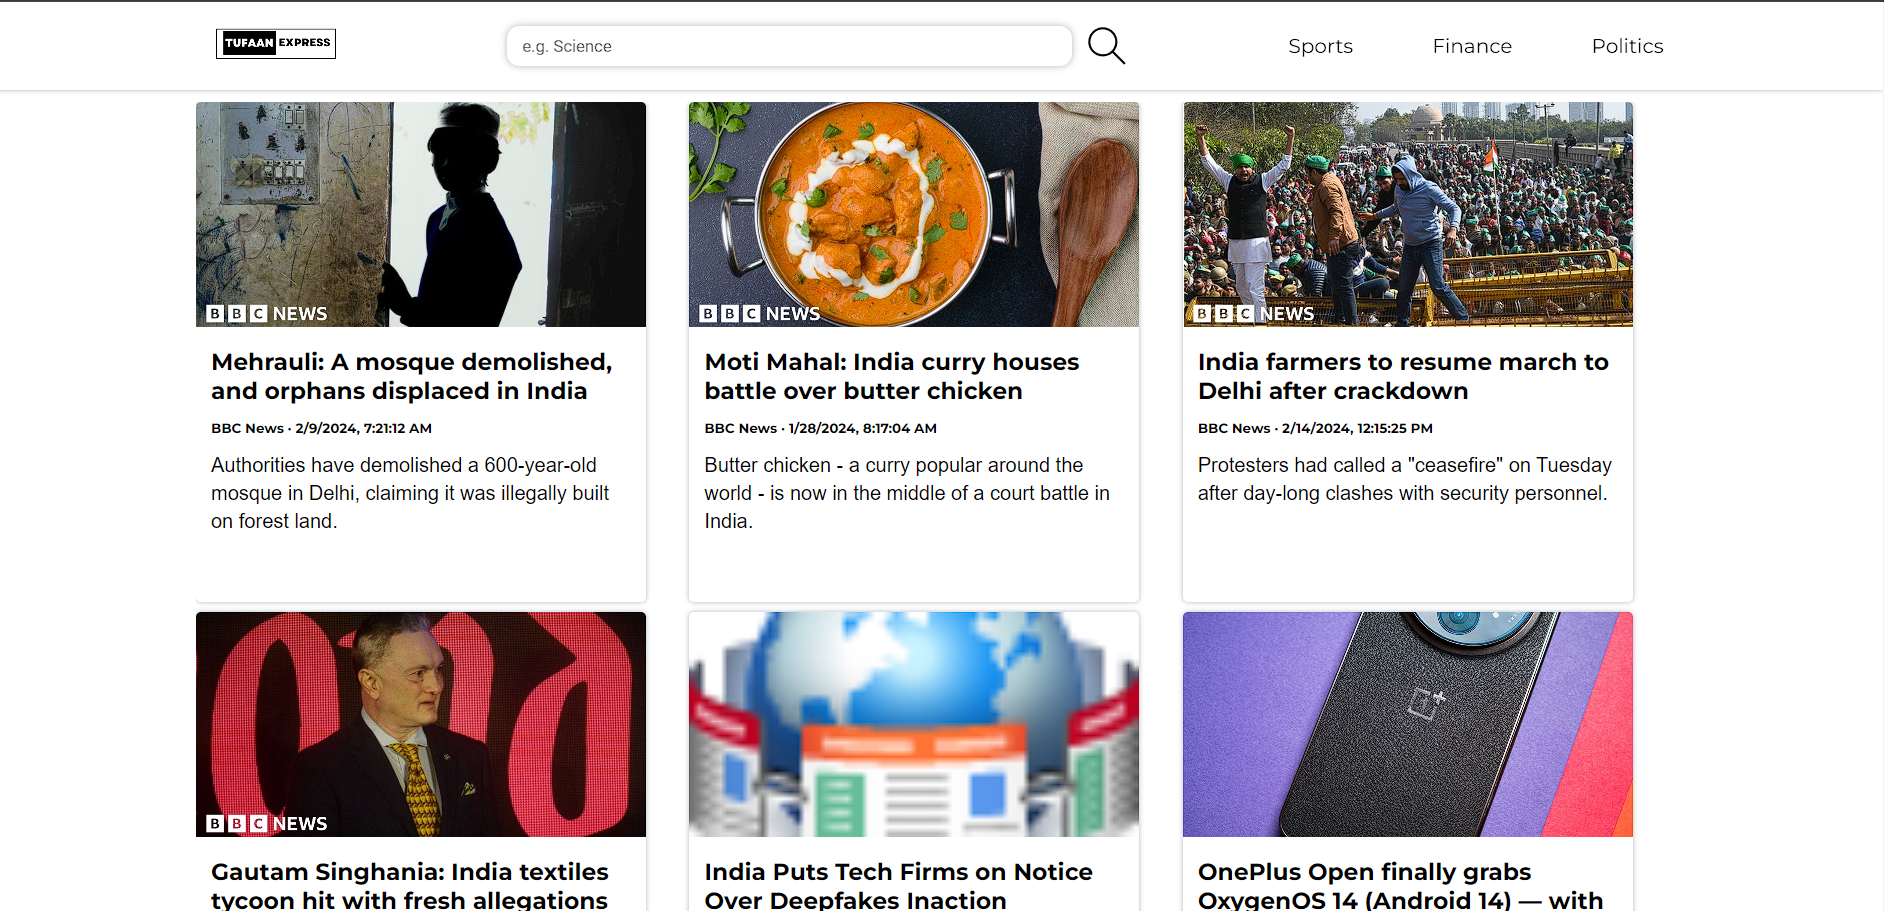 TUFAAN EXPRESS
e.g. Science
Sports
Finance
Politics
BBC NEWS
Mehrauli: A mosque demolished,
and orphans displaced in India
BBC News · 2/9/2024, 7:21:12 AM
Authorities have demolished a 600-year-old
mosque in Delhi, claiming it was illegally built
on forest land.
BBC NEWS
Moti Mahal: India curry houses
battle over butter chicken
BBC News · 1/28/2024, 8:17:04 AM
Butter chicken - a curry popular around the
world - is now in the middle of a court battle in
India.
BBC NEWS
India farmers to resume march to
Delhi after crackdown
BBC News · 2/14/2024, 12:15:25 PM
Protesters had called a "ceasefire" on Tuesday
after day-long clashes with security personnel.
BBC NEWS
Gautam Singhania: India textiles
tycoon hit with fresh allegations
India Puts Tech Firms on Notice
Over Deepfakes Inaction
OnePlus Open finally grabs
OxygenOS 14 (Android 14) — with